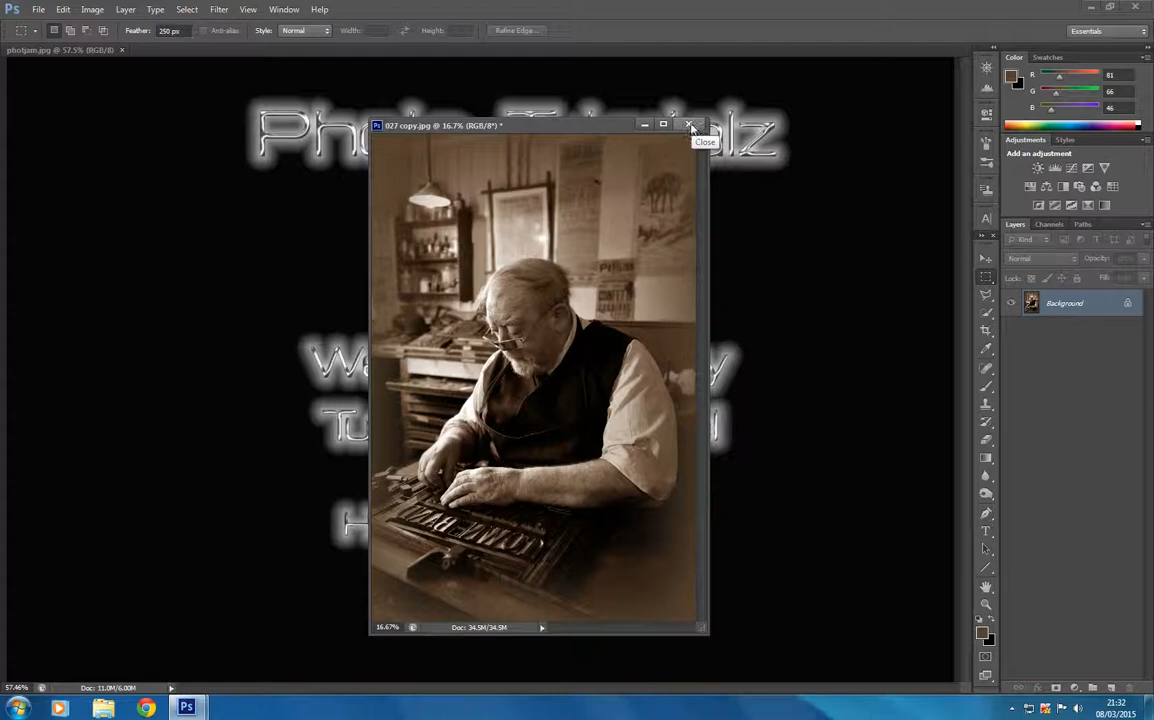 Ps File Edit Image Layer Type Select Filter View Window Help
Feather: 250 px Anti-alias Style: Normal Width: Height: Refine Edge... Essentials
photjam.jpg @ 57.5% (RGB/8) ×
027 copy.jpg @ 16.7% (RGB/8*) *
Close
Color Swatches
R 81
G 66
B 46
Adjustments Styles
Add an adjustment
Layers Channels Paths
Kind
Normal Opacity:
Lock: Fill:
Background
16.67% Doc: 34.5M/34.5M
57.46% Doc: 11.0M/6.00M
Ps
21:32
08/03/2015